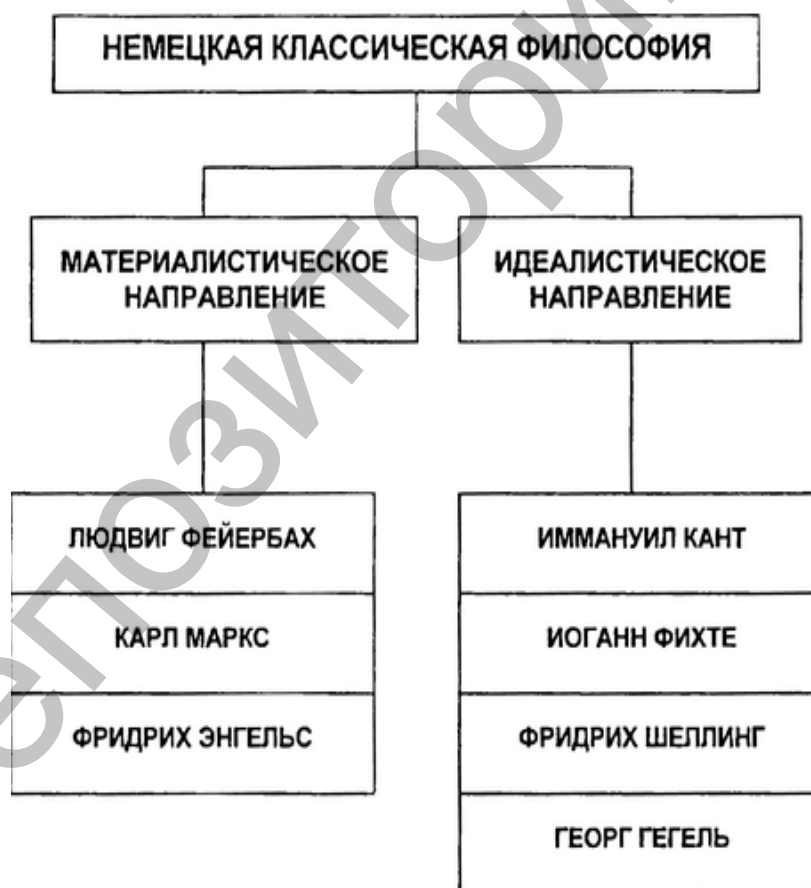 НЕМЕЦКАЯ КЛАССИЧЕСКАЯ ФИЛОСОФИЯ
МАТЕРИАЛИСТИЧЕСКОЕ
НАПРАВЛЕНИЕ
ИДЕАЛИСТИЧЕСКОЕ
НАПРАВЛЕНИЕ
ЛЮДВИГ ФЕЙЕРБАХ
КАРЛ МАРКС
ФРИДРИХ ЭНГЕЛЬС
ИММАНУИЛ КАНТ
ИОГАНН ФИХТЕ
ФРИДРИХ ШЕЛЛИНГ
ГЕОРГ ГЕГЕЛЬ